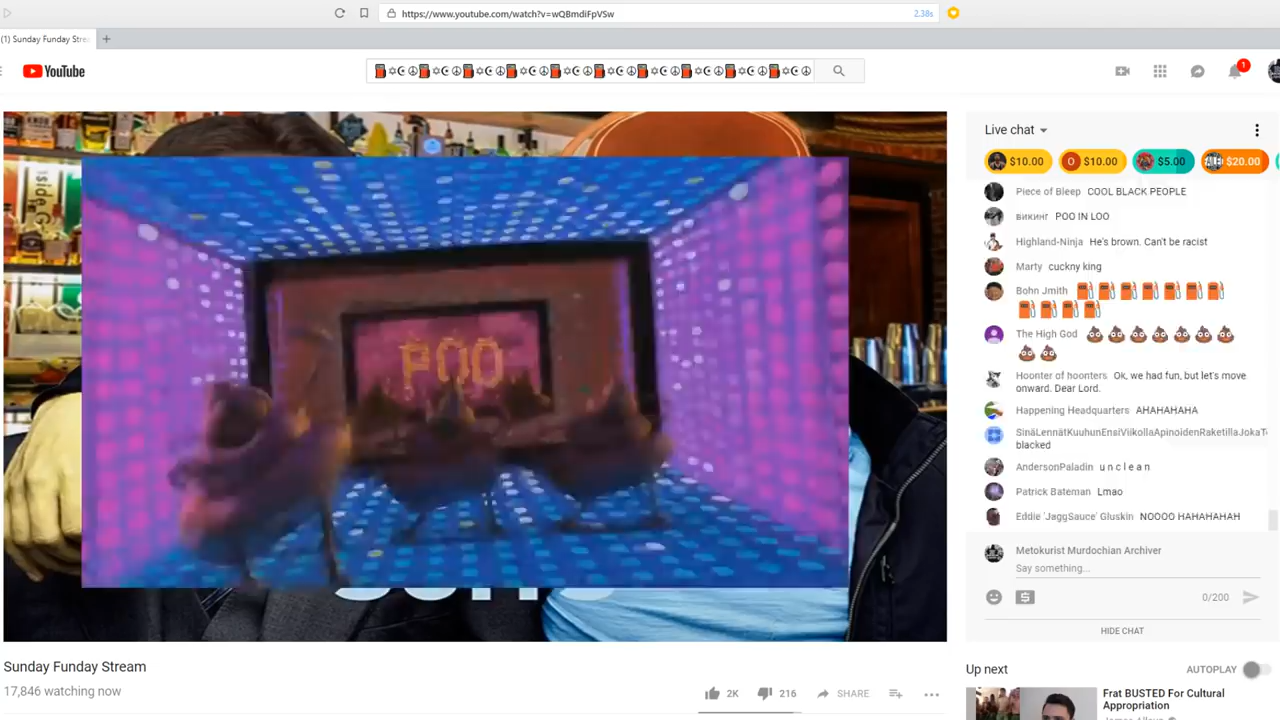 https://www.youtube.com/watch?v=wQBmdiFpVSw
2.38s
(1) Sunday Funday Stre
YouTube
⛽✡☪☮⛽✡☪☮⛽✡☪☮⛽✡☪☮⛽✡☪☮⛽✡☪☮⛽✡☪☮⛽✡☪☮⛽✡☪☮⛽✡☪☮
1
POO
Sunday Funday Stream
17,846 watching now
2K
216
SHARE
Live chat
$10.00
$10.00
$5.00
$20.00
Piece of Bleep COOL BLACK PEOPLE
викинг POO IN LOO
Highland-Ninja He's brown. Can't be racist
Marty cuckny king
Bohn Jmith ⛽⛽⛽⛽⛽⛽⛽
⛽⛽⛽⛽
The High God 💩💩💩💩💩💩💩
💩💩
Hoonter of hoonters Ok, we had fun, but let's move
onward. Dear Lord.
Happening Headquarters AHAHAHAHA
SinäLennätKuuhunEnsiViikollaApinoidenRaketillaJokaT
blacked
AndersonPaladin u n c l e a n
Patrick Bateman Lmao
Eddie 'JaggSauce' Gluskin NOOOO HAHAHAHAH
Metokurist Murdochian Archiver
Say something...
0/200
HIDE CHAT
Up next
AUTOPLAY
Frat BUSTED For Cultural
Appropriation